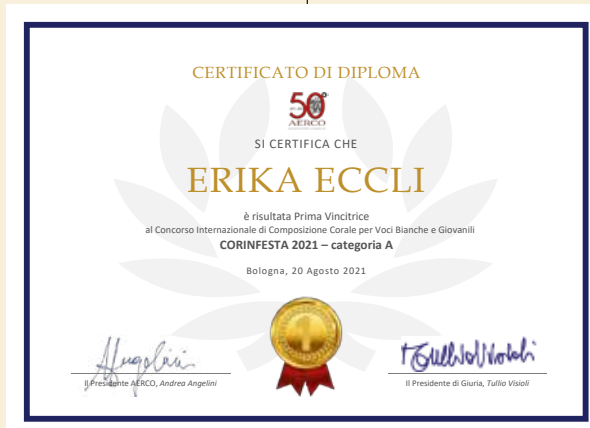 CERTIFICATO DI DIPLOMA
50°
AERCO
SI CERTIFICA CHE
ERIKA ECCLI
è risultata Prima Vincitrice
al Concorso Internazionale di Composizione Corale per Voci Bianche e Giovanili
CORINFESTA 2021 – categoria A
Bologna, 20 Agosto 2021
1
Il Presidente AERCO, Andrea Angelini
Il Presidente di Giuria, Tullio Visioli